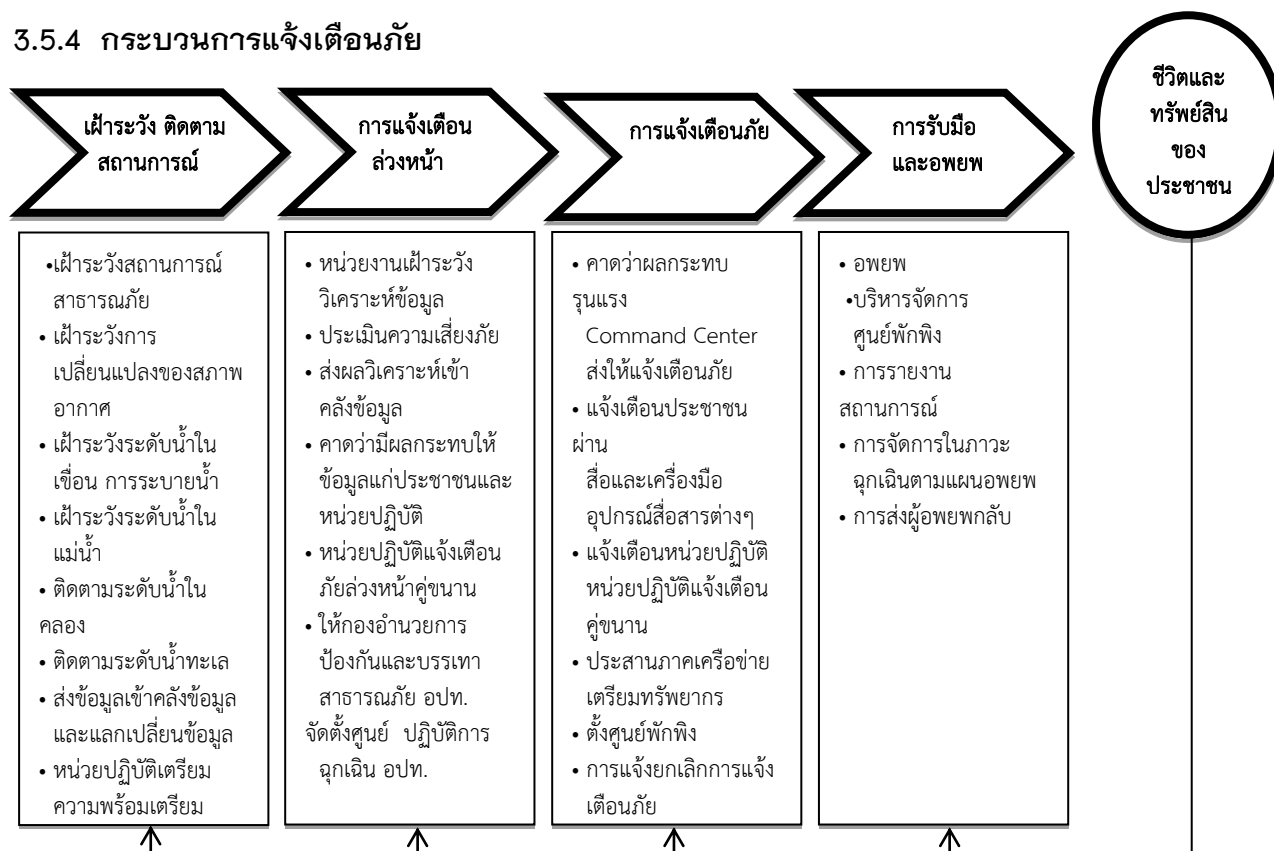 3.5.4 กระบวนการแจ้งเตือนภัย
เฝ้าระวัง ติดตาม
สถานการณ์
การแจ้งเตือน
ล่วงหน้า
การแจ้งเตือนภัย
การรับมือ
และอพยพ
ชีวิตและ
ทรัพย์สิน
ของ
ประชาชน
•เฝ้าระวังสถานการณ์
สาธารณภัย
• เฝ้าระวังการ
เปลี่ยนแปลงของสภาพ
อากาศ
• เฝ้าระวังระดับน้ำใน
เขื่อน การระบายน้ำ
• เฝ้าระวังระดับน้ำใน
แม่น้ำ
• ติดตามระดับน้ำใน
คลอง
• ติดตามระดับน้ำทะเล
• ส่งข้อมูลเข้าคลังข้อมูล
และแลกเปลี่ยนข้อมูล
• หน่วยปฏิบัติเตรียม
ความพร้อมเตรียม
• หน่วยงานเฝ้าระวัง
วิเคราะห์ข้อมูล
• ประเมินความเสี่ยงภัย
• ส่งผลวิเคราะห์เข้า
คลังข้อมูล
• คาดว่ามีผลกระทบให้
ข้อมูลแก่ประชาชนและ
หน่วยปฏิบัติ
• หน่วยปฏิบัติแจ้งเตือน
ภัยล่วงหน้าคู่ขนาน
• ให้กองอำนวยการ
ป้องกันและบรรเทา
สาธารณภัย อปท.
จัดตั้งศูนย์ ปฏิบัติการ
ฉุกเฉิน อปท.
• คาดว่าผลกระทบ
รุนแรง
Command Center
ส่งให้แจ้งเตือนภัย
• แจ้งเตือนประชาชน
ผ่าน
สื่อและเครื่องมือ
อุปกรณ์สื่อสารต่างๆ
• แจ้งเตือนหน่วยปฏิบัติ
หน่วยปฏิบัติแจ้งเตือน
คู่ขนาน
• ประสานภาคเครือข่าย
เตรียมทรัพยากร
• ตั้งศูนย์พักพิง
• การแจ้งยกเลิกการแจ้ง
เตือนภัย
• อพยพ
•บริหารจัดการ
ศูนย์พักพิง
• การรายงาน
สถานการณ์
• การจัดการในภาวะ
ฉุกเฉินตามแผนอพยพ
• การส่งผู้อพยพกลับ